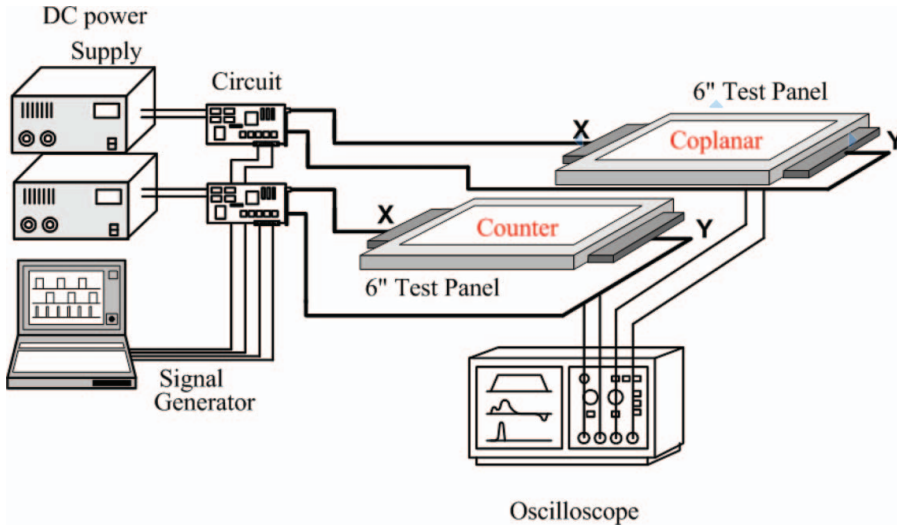 DC power
Supply
Circuit
6" Test Panel
X
Coplanar
Y
X
Counter
Y
6" Test Panel
Signal
Generator
Oscilloscope